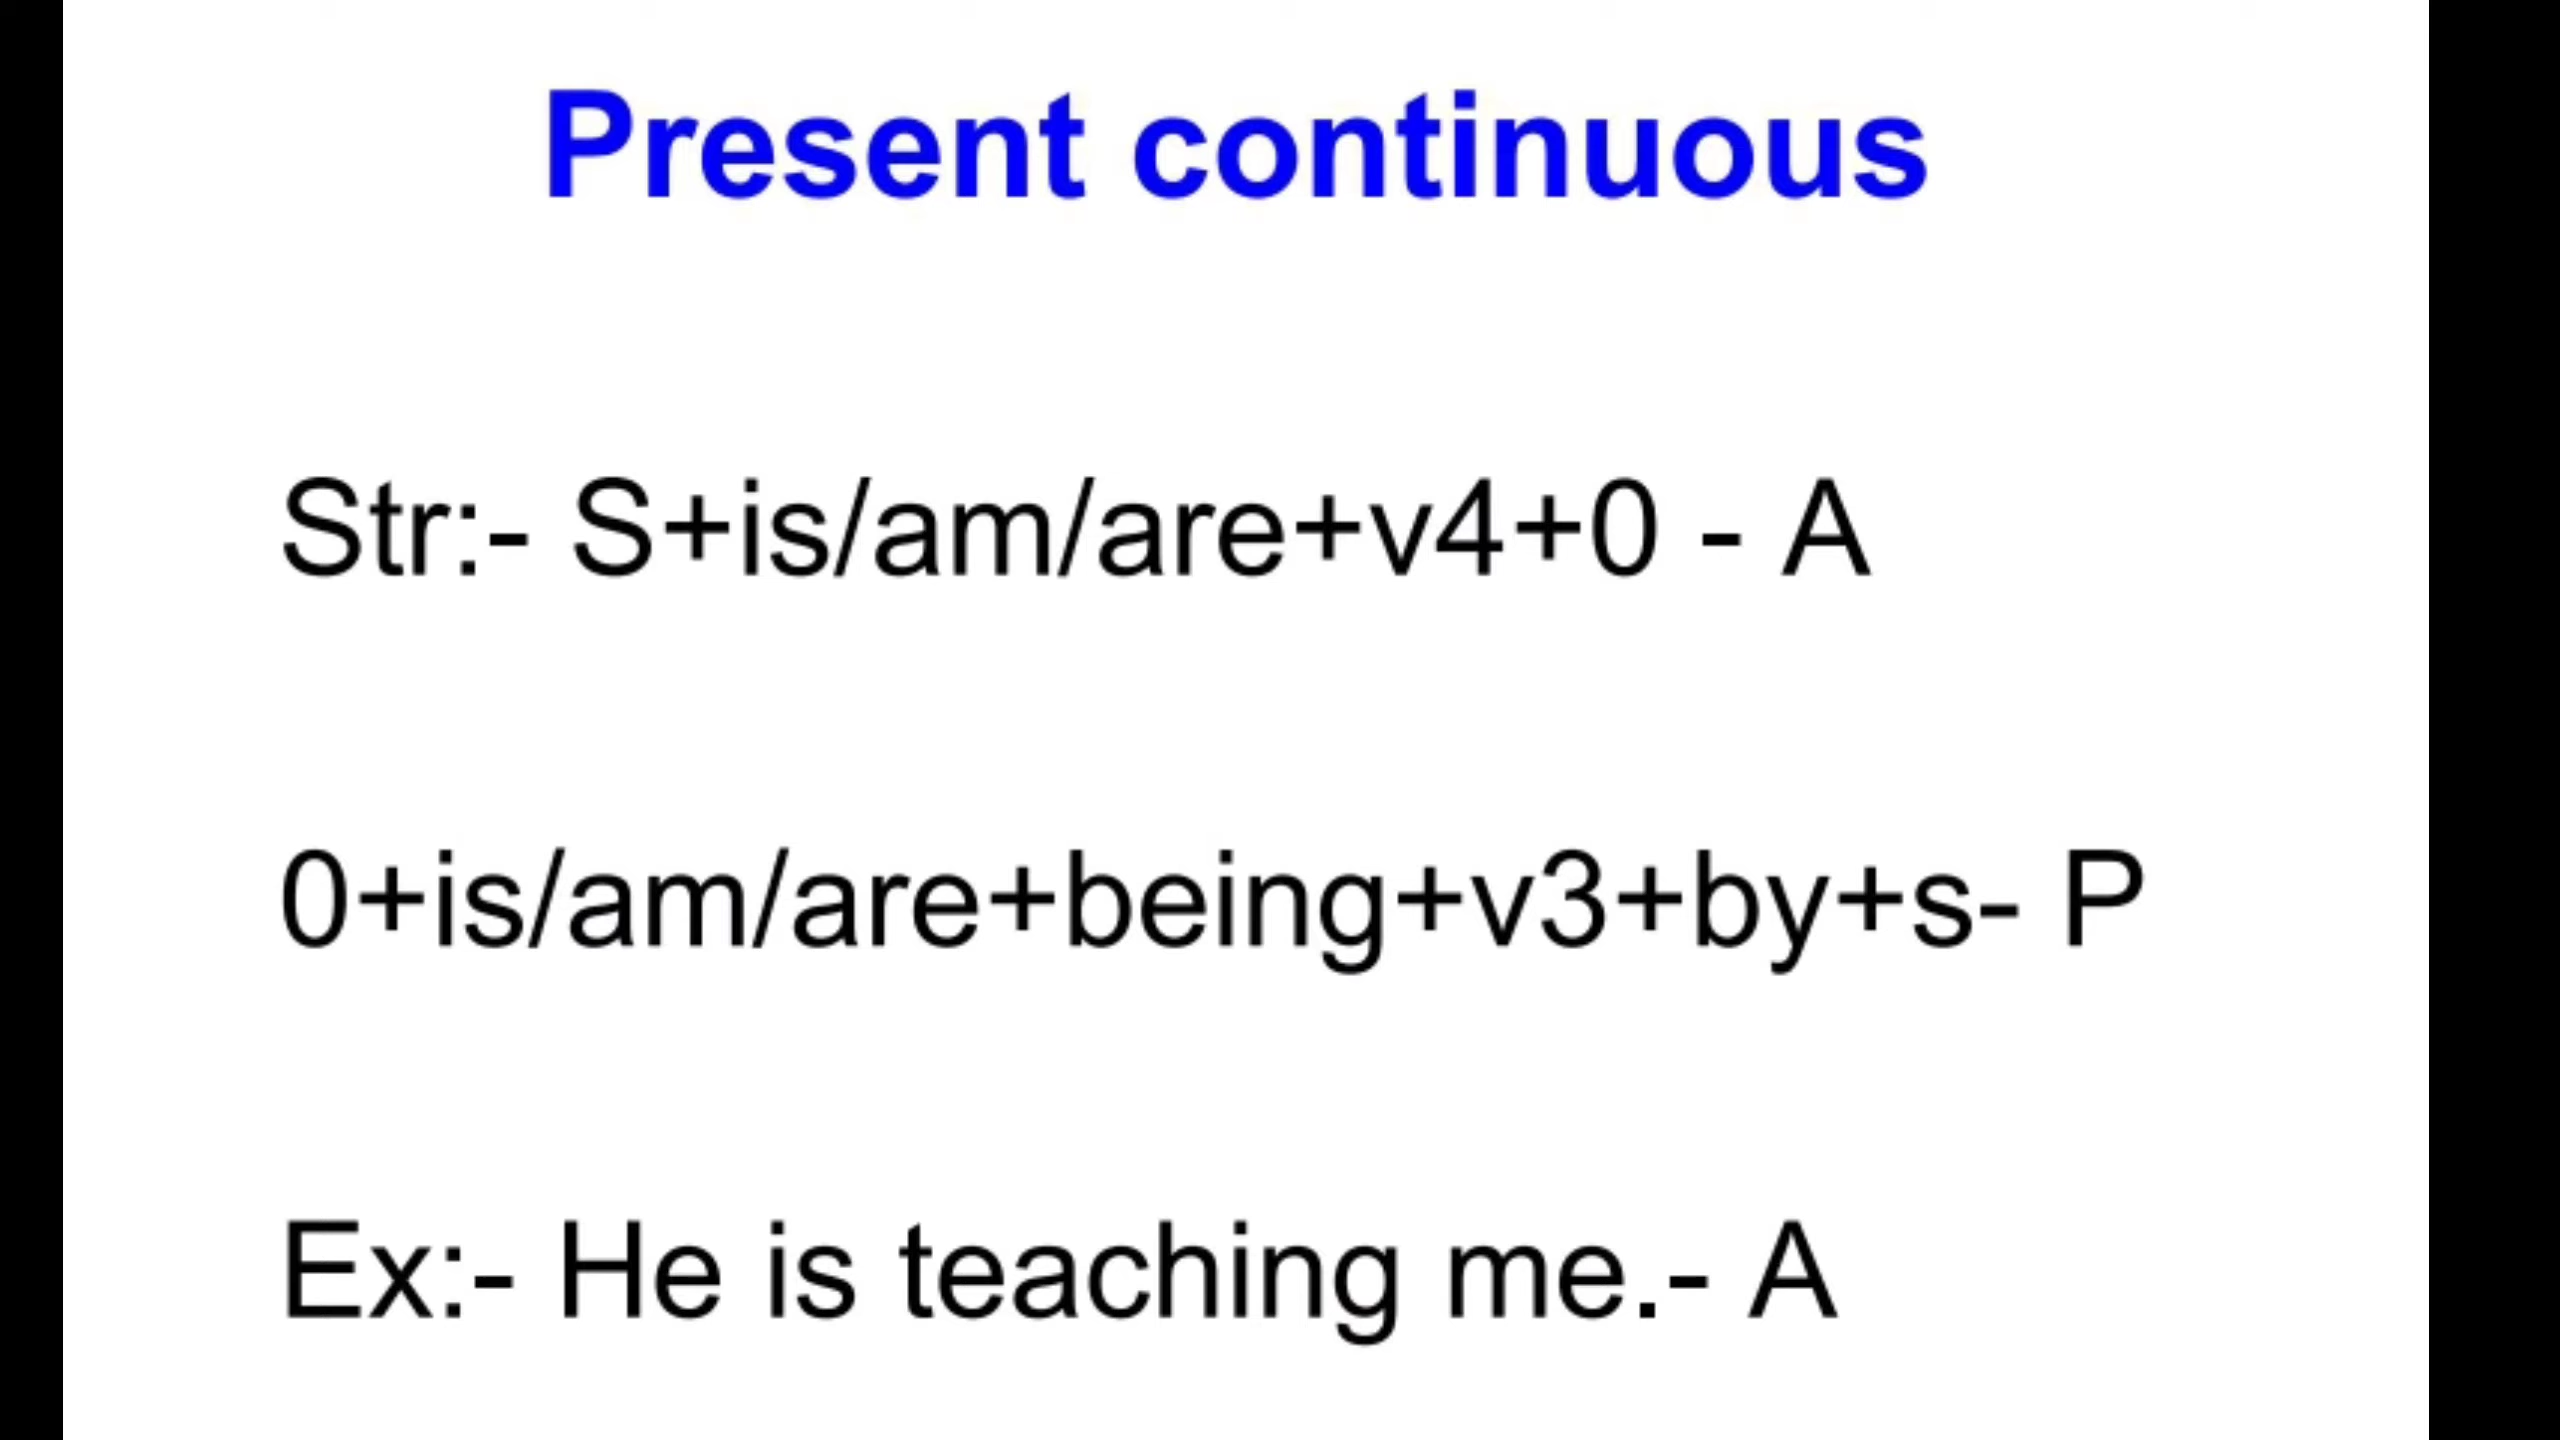 Present continuous
Str:- S+is/am/are+v4+0 - A
0+is/am/are+being+v3+by+s- P
Ex:- He is teaching me.- A